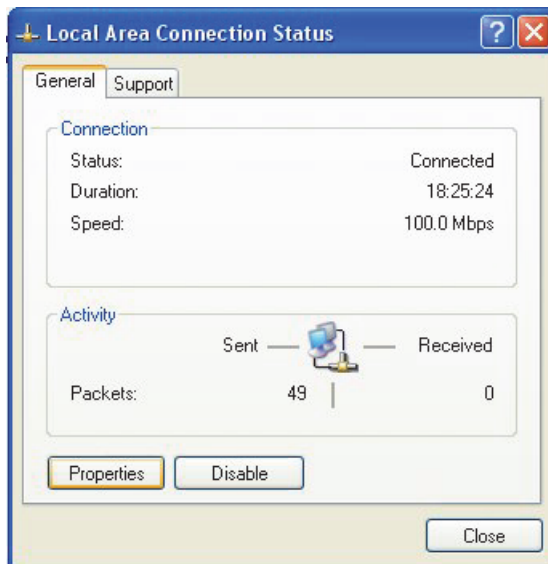 Local Area Connection Status
General Support
Connection
Status: Connected
Duration: 18:25:24
Speed: 100.0 Mbps
Activity
Sent Received
Packets: 49 0
Properties Disable
Close